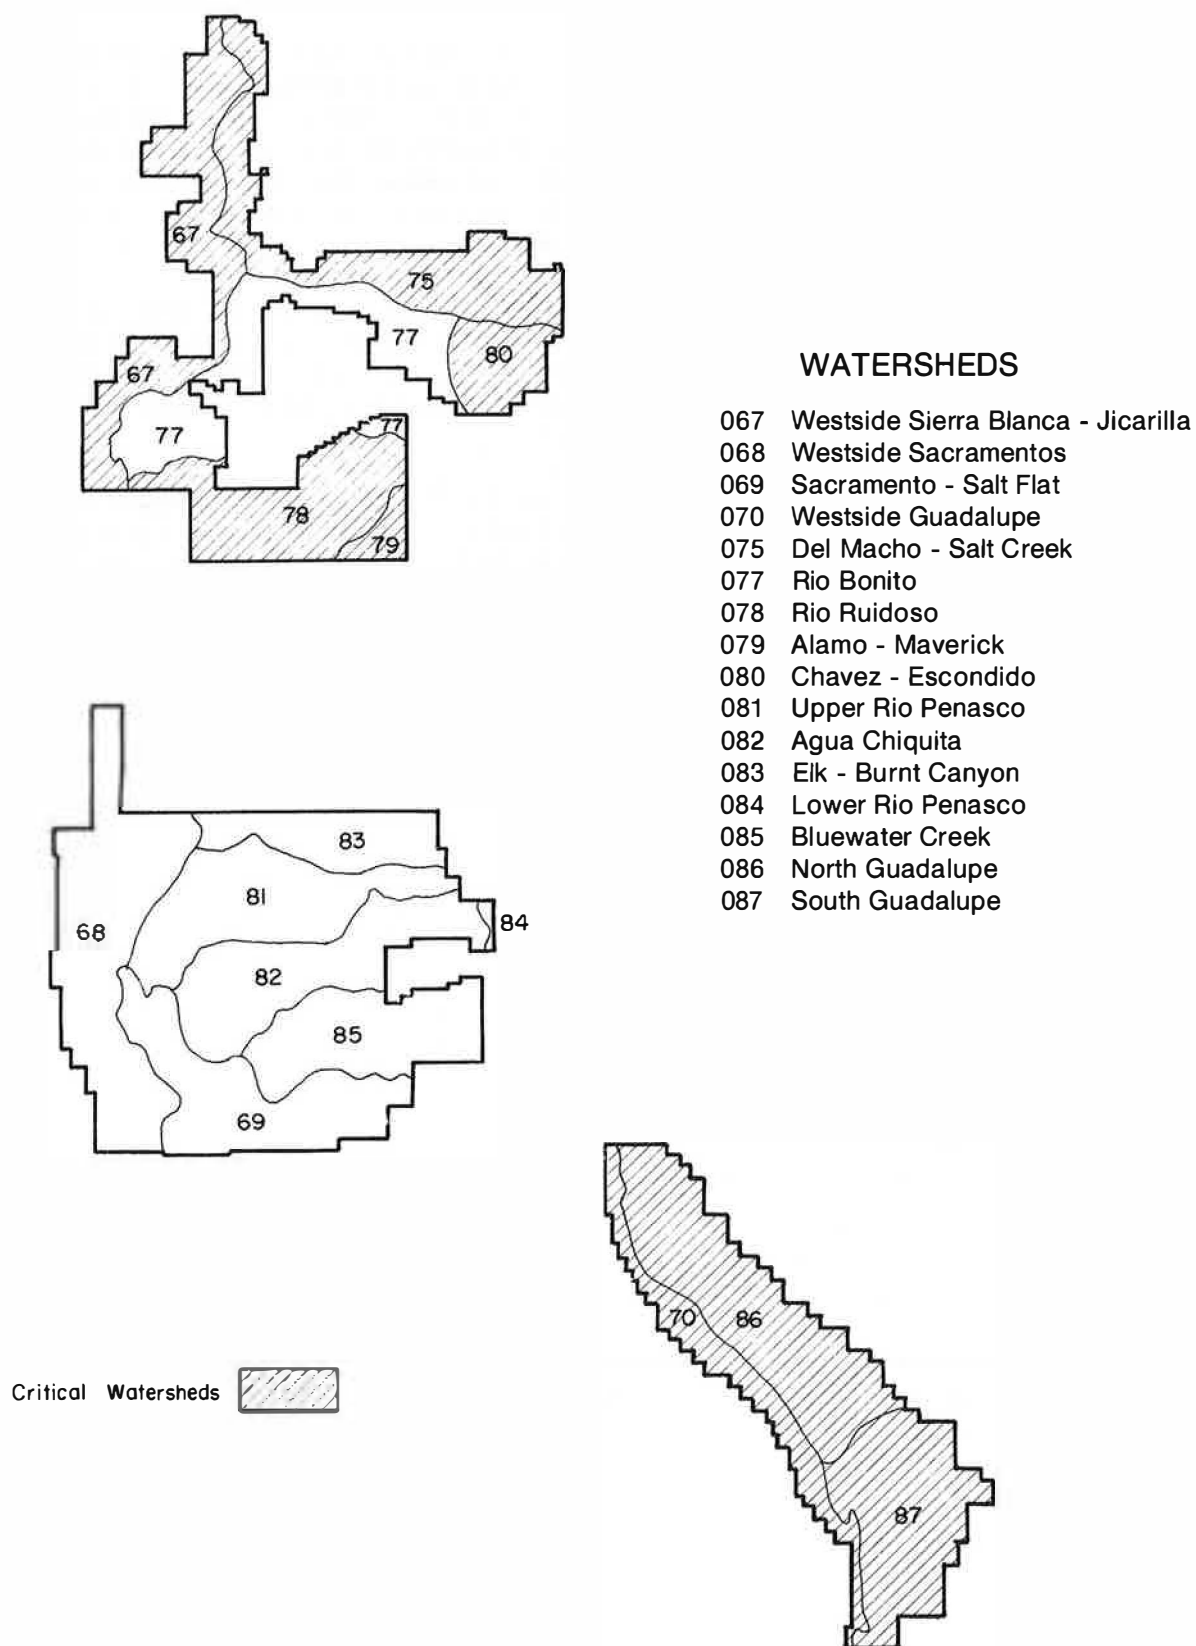 67
75
77
80
67
77
77
78
79
WATERSHEDS
067 Westside Sierra Blanca - Jicarilla
068 Westside Sacramentos
069 Sacramento - Salt Flat
070 Westside Guadalupe
075 Del Macho - Salt Creek
077 Rio Bonito
078 Rio Ruidoso
079 Alamo - Maverick
080 Chavez - Escondido
081 Upper Rio Penasco
082 Agua Chiquita
083 Elk - Burnt Canyon
084 Lower Rio Penasco
085 Bluewater Creek
086 North Guadalupe
087 South Guadalupe
83
81
84
68
82
85
69
70
86
87
Critical Watersheds